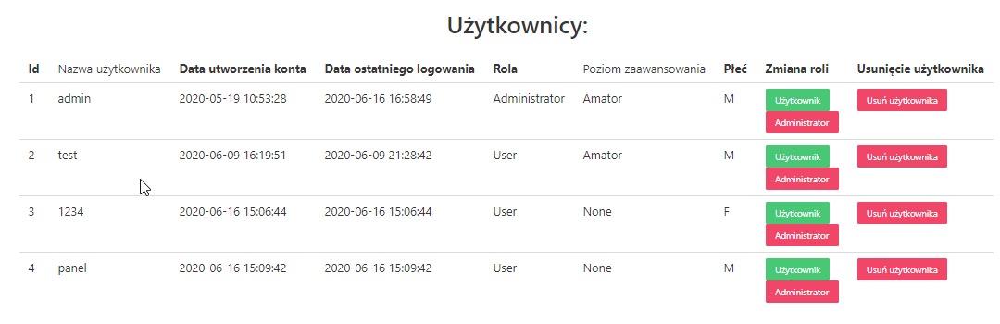 Użytkownicy:
Id Nazwa użytkownika Data utworzenia konta Data ostatniego logowania Rola Poziom zaawansowania Płeć Zmiana roli Usunięcie użytkownika
1 admin 2020-05-19 10:53:28 2020-06-16 16:58:49 Administrator Amator M Użytkownik Usuń użytkownika
Administrator
2 test 2020-06-09 16:19:51 2020-06-09 21:28:42 User Amator M Użytkownik Usuń użytkownika
Administrator
3 1234 2020-06-16 15:06:44 2020-06-16 15:06:44 User None F Użytkownik Usuń użytkownika
Administrator
4 panel 2020-06-16 15:09:42 2020-06-16 15:09:42 User None M Użytkownik Usuń użytkownika
Administrator